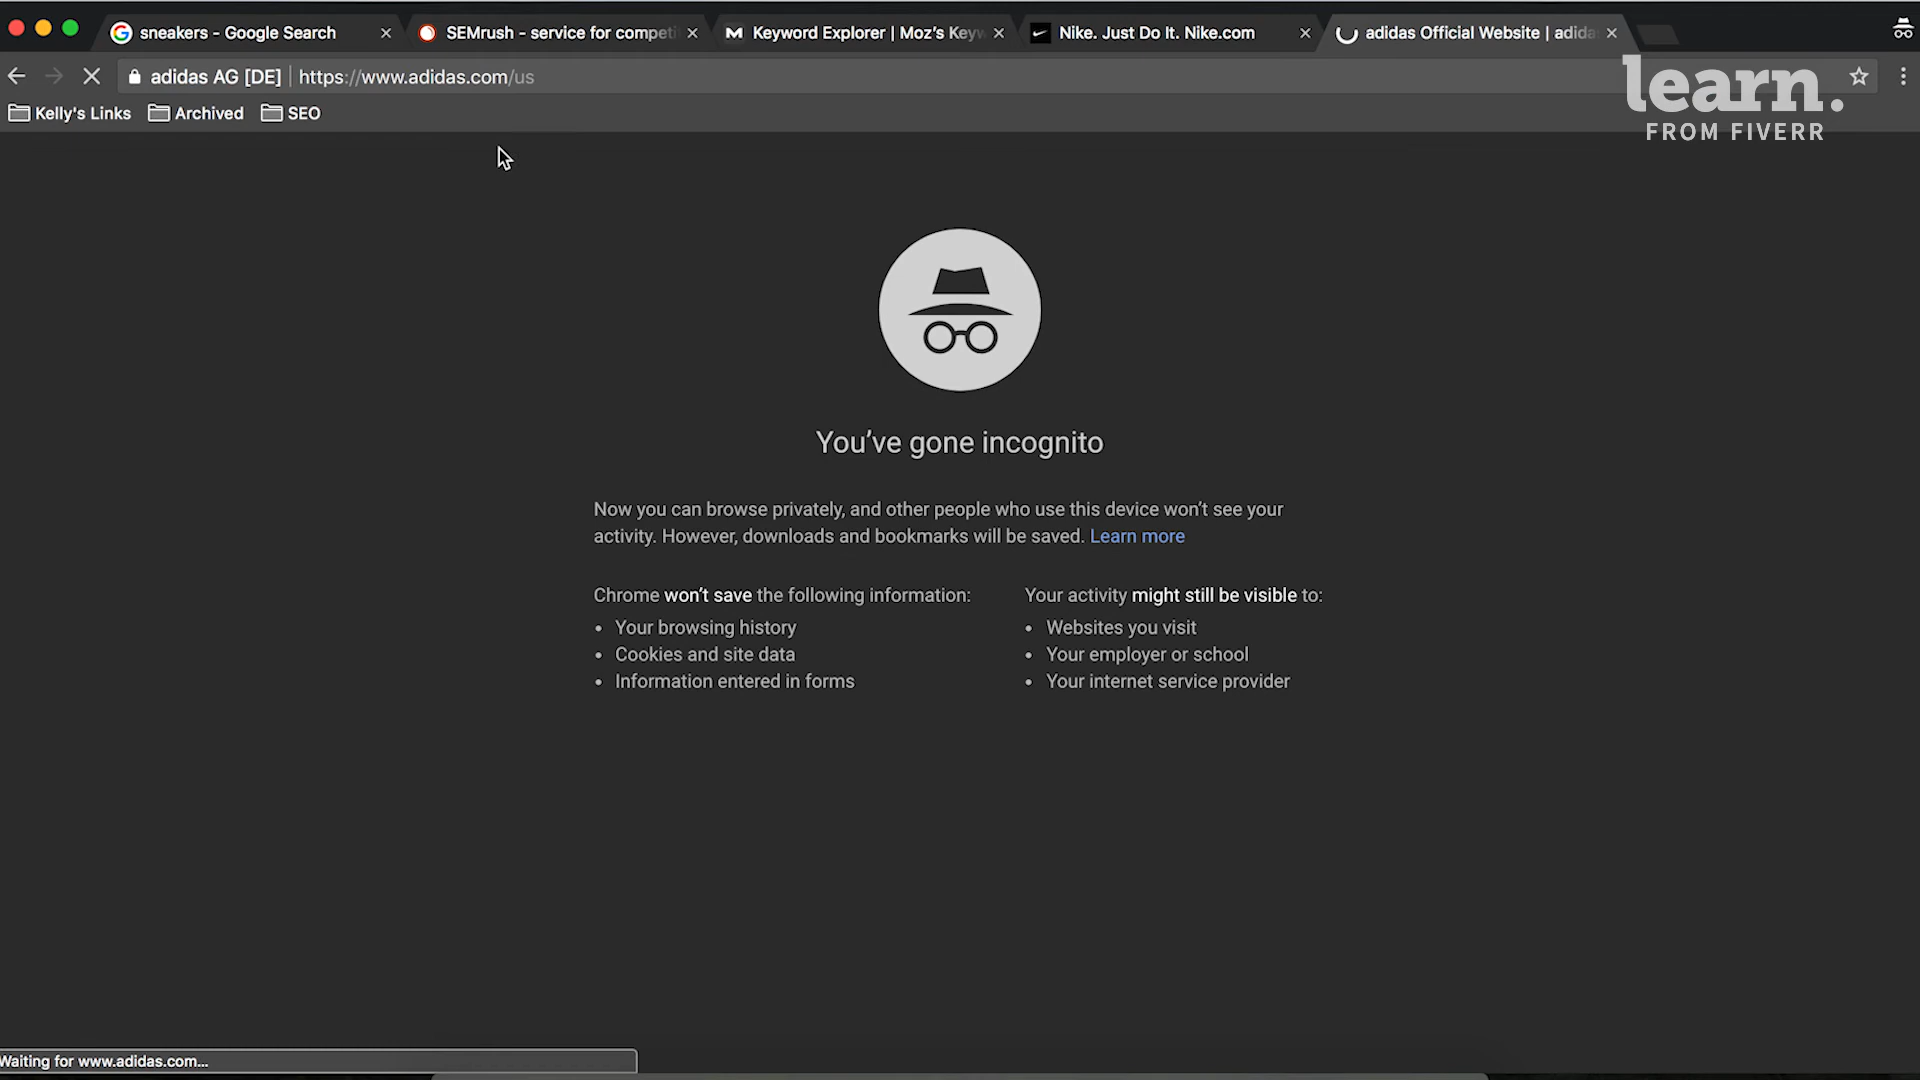 sneakers - Google Search
SEMrush - service for competi
Keyword Explorer | Moz's Keyw
Nike. Just Do It. Nike.com
adidas Official Website | adida
adidas AG [DE] | https://www.adidas.com/us
learn.
FROM FIVERR
Kelly's Links
Archived
SEO
You've gone incognito
Now you can browse privately, and other people who use this device won't see your
activity. However, downloads and bookmarks will be saved. Learn more
Chrome won't save the following information:
• Your browsing history
• Cookies and site data
• Information entered in forms
Your activity might still be visible to:
• Websites you visit
• Your employer or school
• Your internet service provider
Waiting for www.adidas.com...